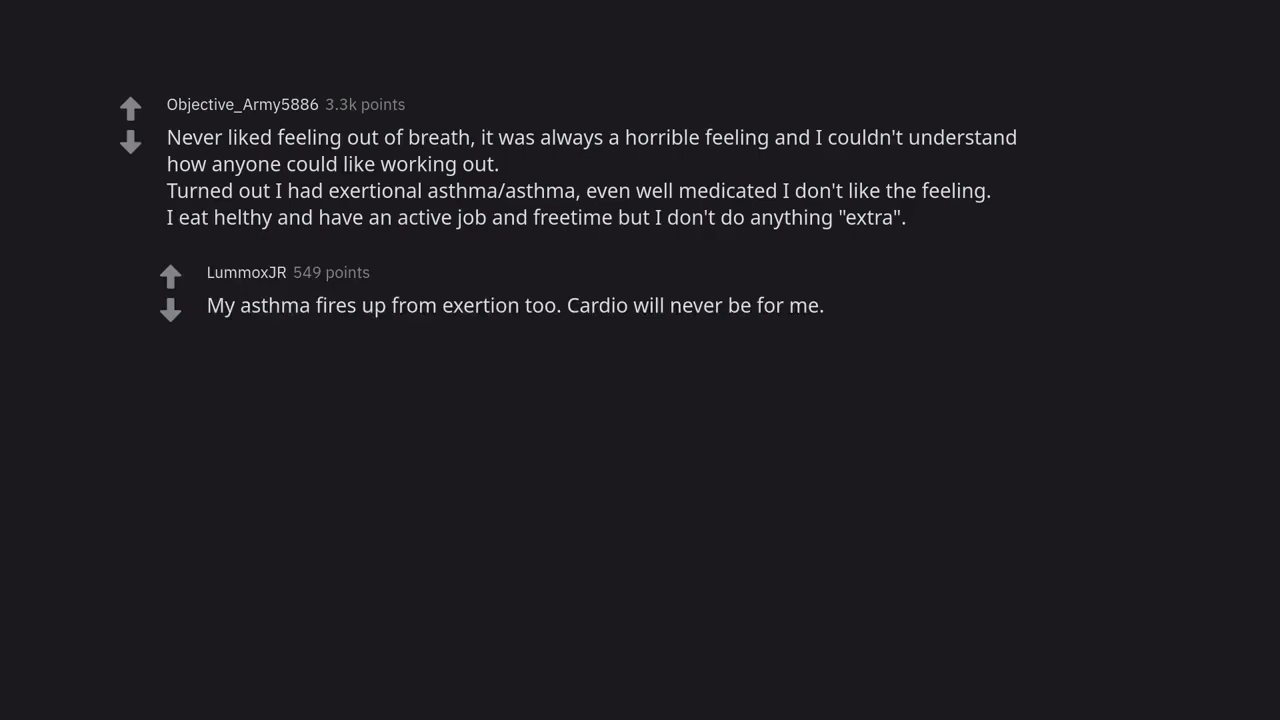 Objective_Army5886 3.3k points
Never liked feeling out of breath, it was always a horrible feeling and I couldn't understand
how anyone could like working out.
Turned out I had exertional asthma/asthma, even well medicated I don't like the feeling.
I eat helthy and have an active job and freetime but I don't do anything "extra".
LummoxJR 549 points
My asthma fires up from exertion too. Cardio will never be for me.